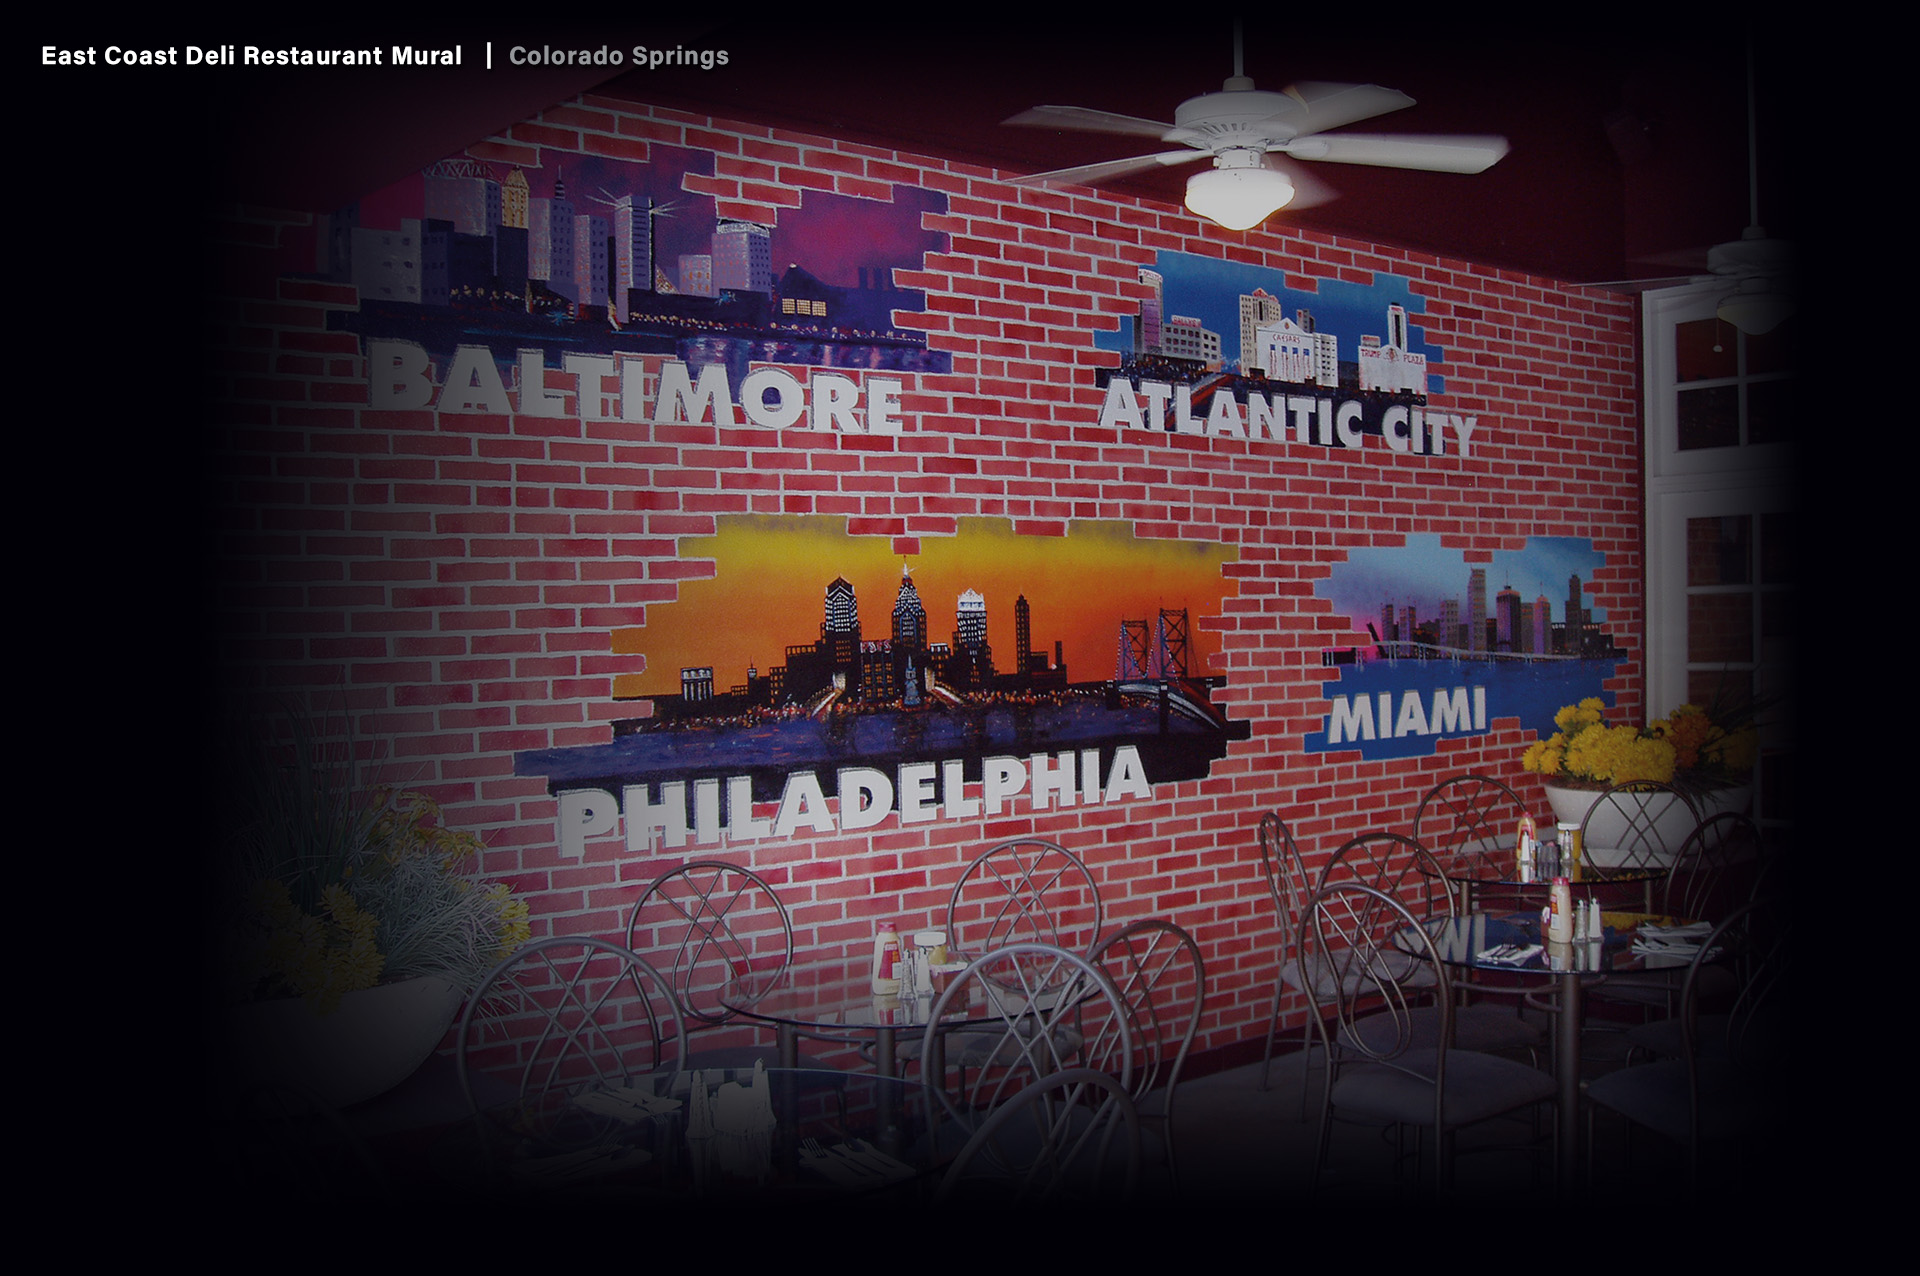 East Coast Deli Restaurant Mural | Colorado Springs
BALTIMORE
ATLANTIC CITY
CAESARS
TRUMP PLAZA
PHILADELPHIA
MIAMI